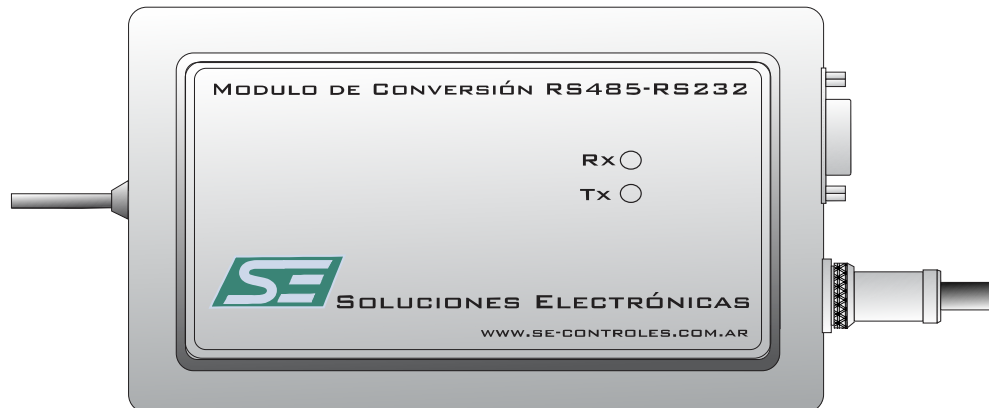 MODULO DE CONVERSIÓN RS485-RS232
Rx
Tx
SE SOLUCIONES ELECTRÓNICAS
WWW.SE-CONTROLES.COM.AR